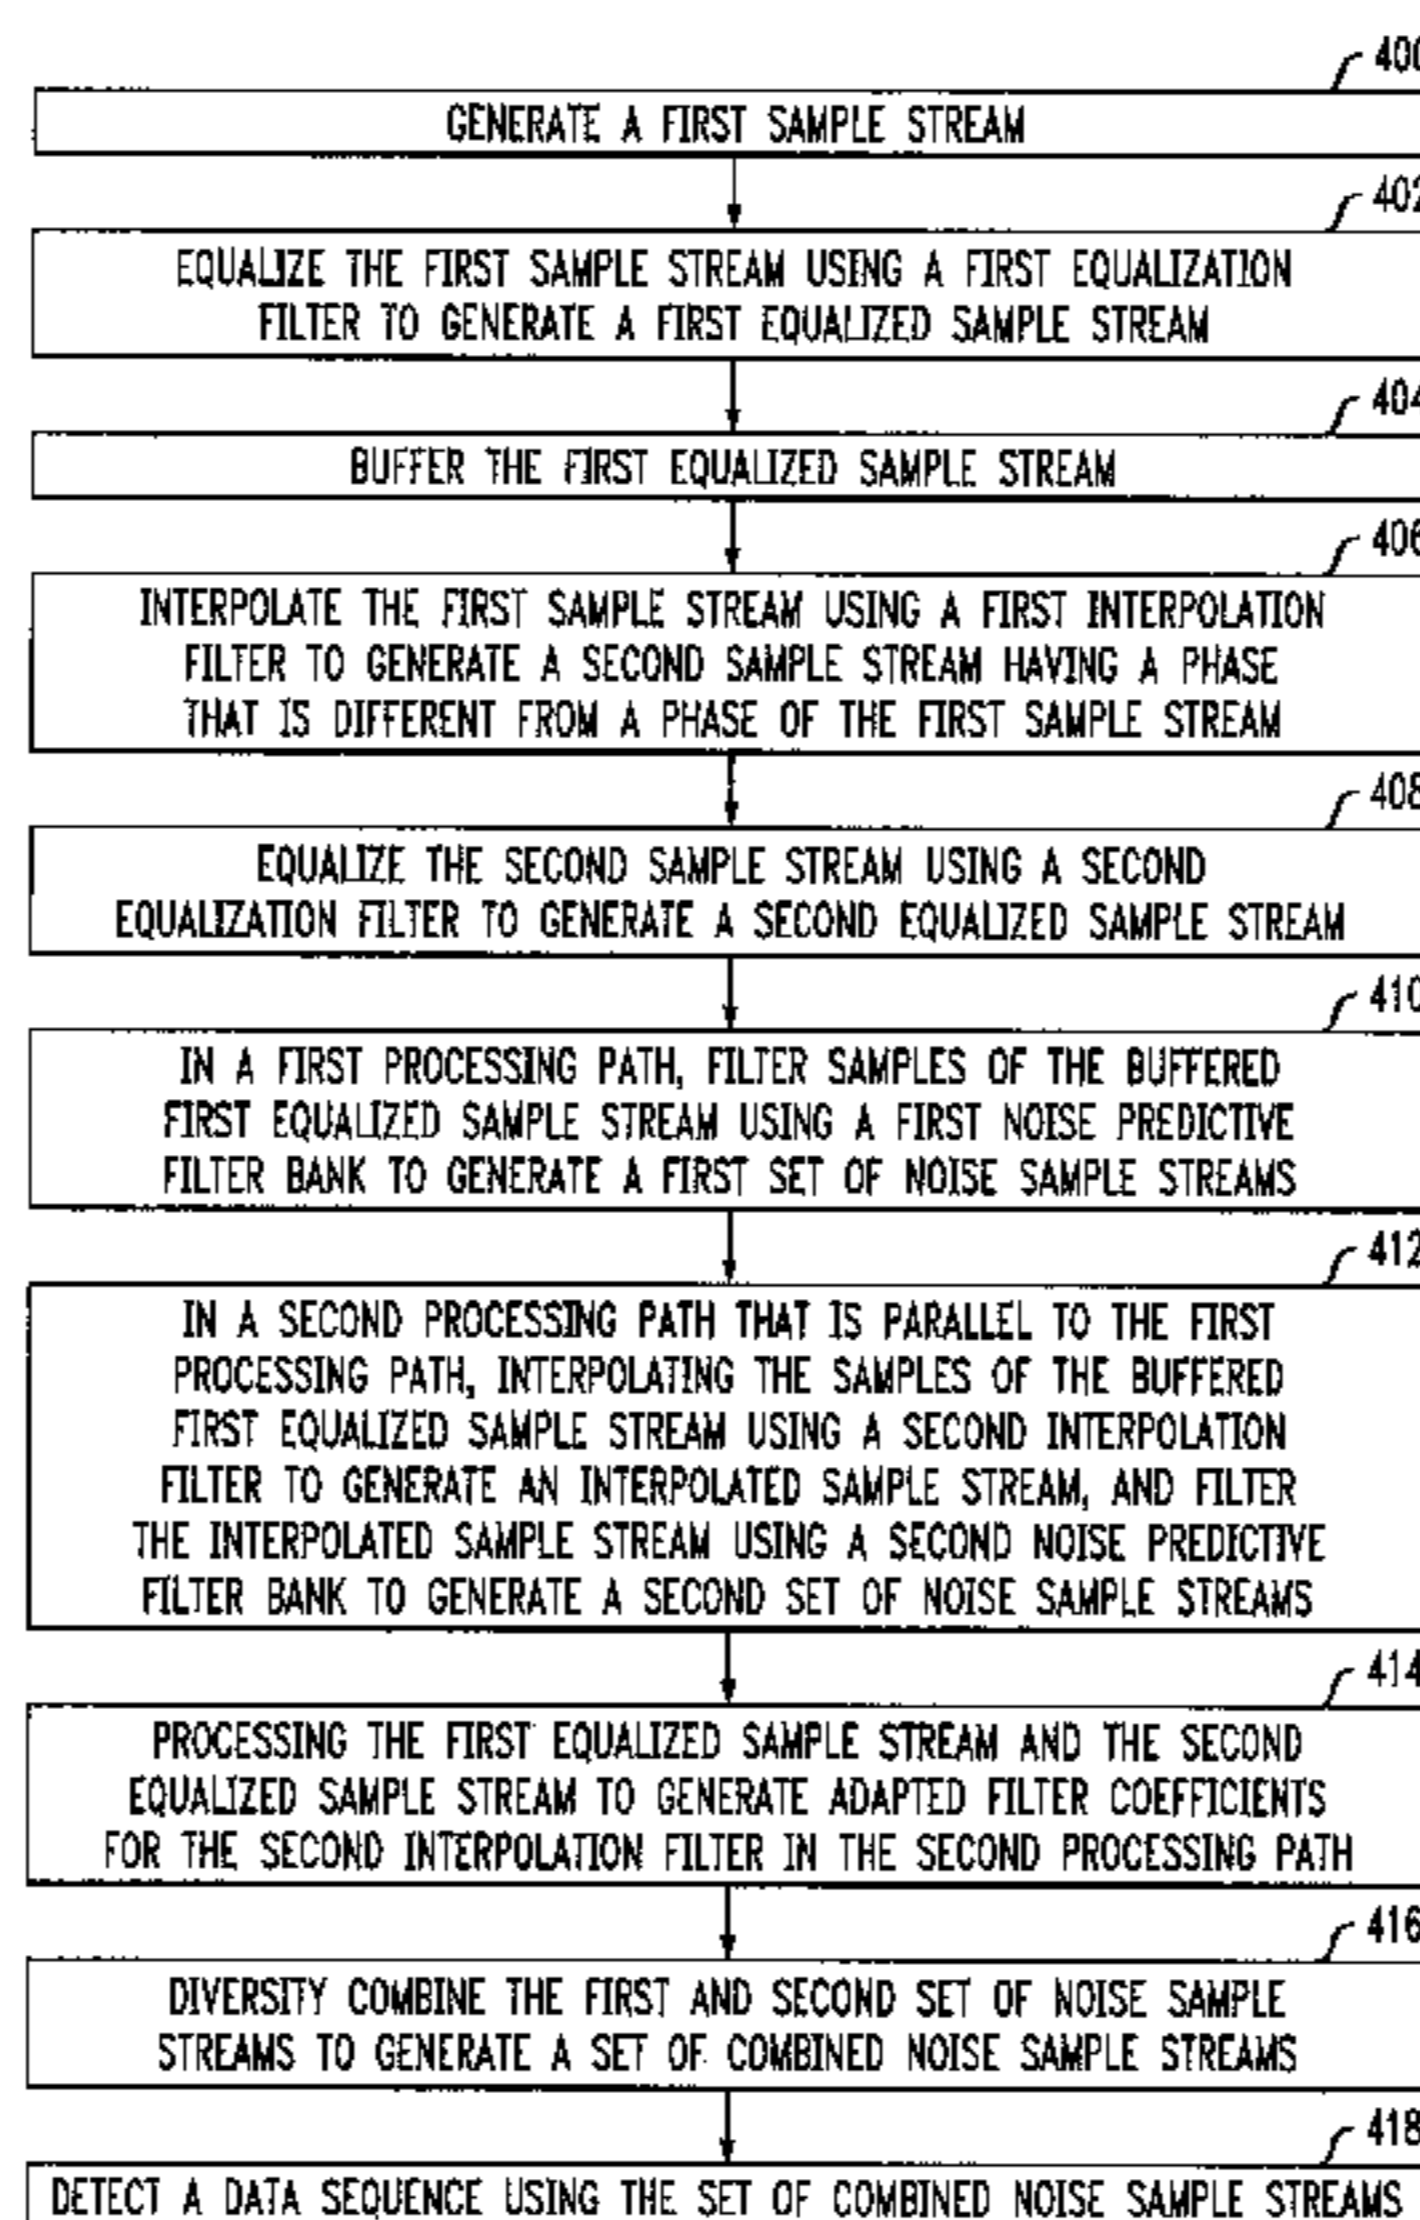 400
GENERATE A FIRST SAMPLE STREAM
402
EQUALIZE THE FIRST SAMPLE STREAM USING A FIRST EQUALIZATION
FILTER TO GENERATE A FIRST EQUALIZED SAMPLE STREAM
404
BUFFER THE FIRST EQUALIZED SAMPLE STREAM
406
INTERPOLATE THE FIRST SAMPLE STREAM USING A FIRST INTERPOLATION
FILTER TO GENERATE A SECOND SAMPLE STREAM HAVING A PHASE
THAT IS DIFFERENT FROM A PHASE OF THE FIRST SAMPLE STREAM
408
EQUALIZE THE SECOND SAMPLE STREAM USING A SECOND
EQUALIZATION FILTER TO GENERATE A SECOND EQUALIZED SAMPLE STREAM
410
IN A FIRST PROCESSING PATH, FILTER SAMPLES OF THE BUFFERED
FIRST EQUALIZED SAMPLE STREAM USING A FIRST NOISE PREDICTIVE
FILTER BANK TO GENERATE A FIRST SET OF NOISE SAMPLE STREAMS
412
IN A SECOND PROCESSING PATH THAT IS PARALLEL TO THE FIRST
PROCESSING PATH, INTERPOLATING THE SAMPLES OF THE BUFFERED
FIRST EQUALIZED SAMPLE STREAM USING A SECOND INTERPOLATION
FILTER TO GENERATE AN INTERPOLATED SAMPLE STREAM, AND FILTER
THE INTERPOLATED SAMPLE STREAM USING A SECOND NOISE PREDICTIVE
FILTER BANK TO GENERATE A SECOND SET OF NOISE SAMPLE STREAMS
414
PROCESSING THE FIRST EQUALIZED SAMPLE STREAM AND THE SECOND
EQUALIZED SAMPLE STREAM TO GENERATE ADAPTED FILTER COEFFICIENTS
FOR THE SECOND INTERPOLATION FILTER IN THE SECOND PROCESSING PATH
416
DIVERSITY COMBINE THE FIRST AND SECOND SET OF NOISE SAMPLE
STREAMS TO GENERATE A SET OF COMBINED NOISE SAMPLE STREAMS
418
DETECT A DATA SEQUENCE USING THE SET OF COMBINED NOISE SAMPLE STREAMS